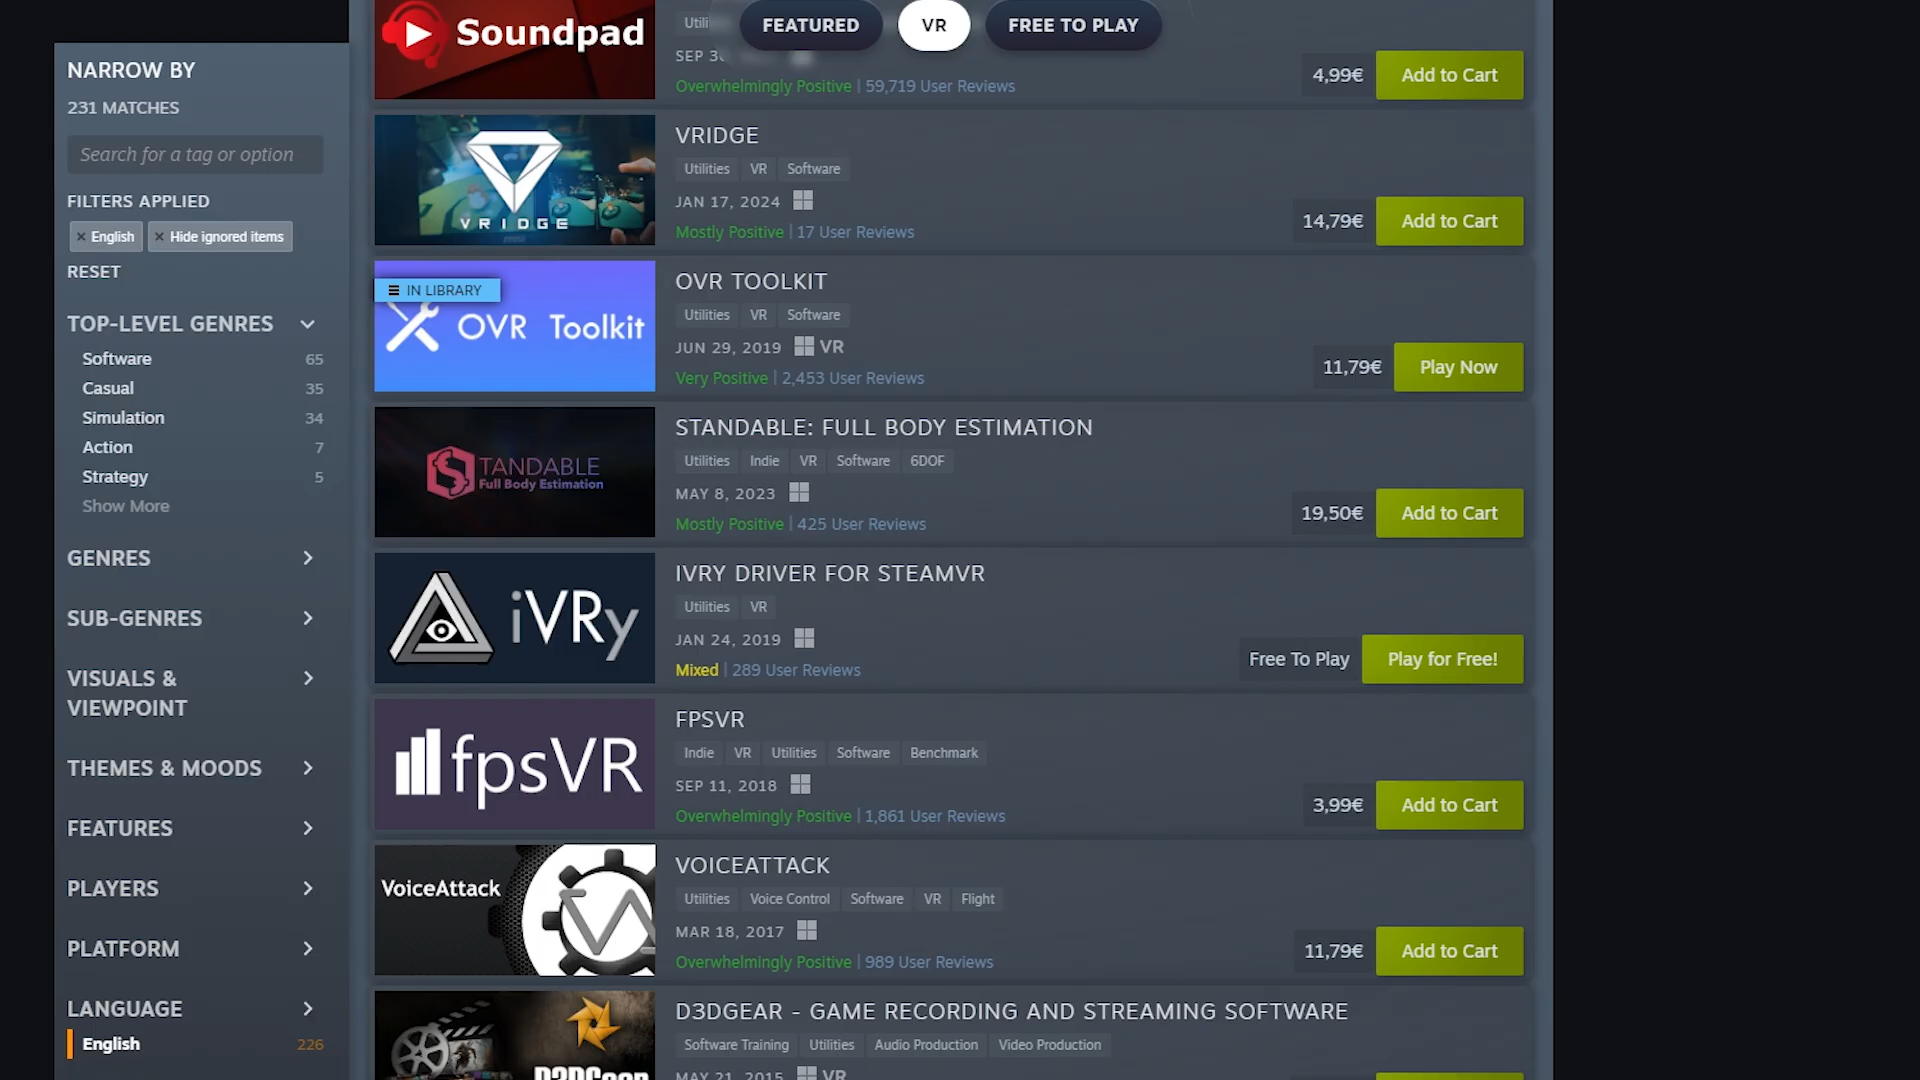 NARROW BY
231 MATCHES
Search for a tag or option
FILTERS APPLIED
× English × Hide ignored items
RESET
TOP-LEVEL GENRES
Software 65
Casual 35
Simulation 34
Action 7
Strategy 5
Show More
GENRES
SUB-GENRES
VISUALS &
VIEWPOINT
THEMES & MOODS
FEATURES
PLAYERS
PLATFORM
LANGUAGE
English 226
FEATURED VR FREE TO PLAY
Soundpad
SEP
Overwhelmingly Positive | 59,719 User Reviews
4,99€ Add to Cart
VRIDGE
VRIDGE
Utilities VR Software
JAN 17, 2024
Mostly Positive | 17 User Reviews
14,79€ Add to Cart
IN LIBRARY
OVR Toolkit
OVR TOOLKIT
Utilities VR Software
JUN 29, 2019 VR
Very Positive | 2,453 User Reviews
11,79€ Play Now
STANDABLE
Full Body Estimation
STANDABLE: FULL BODY ESTIMATION
Utilities Indie VR Software 6DOF
MAY 8, 2023
Mostly Positive | 425 User Reviews
19,50€ Add to Cart
iVRy
IVRY DRIVER FOR STEAMVR
Utilities VR
JAN 24, 2019
Mixed | 289 User Reviews
Free To Play Play for Free!
fpsVR
FPSVR
Indie VR Utilities Software Benchmark
SEP 11, 2018
Overwhelmingly Positive | 1,861 User Reviews
3,99€ Add to Cart
VoiceAttack
VA
VOICEATTACK
Utilities Voice Control Software VR Flight
MAR 18, 2017
Overwhelmingly Positive | 989 User Reviews
11,79€ Add to Cart
D3DGear
D3DGEAR - GAME RECORDING AND STREAMING SOFTWARE
Software Training Utilities Audio Production Video Production
MAY 21, 2015 VR